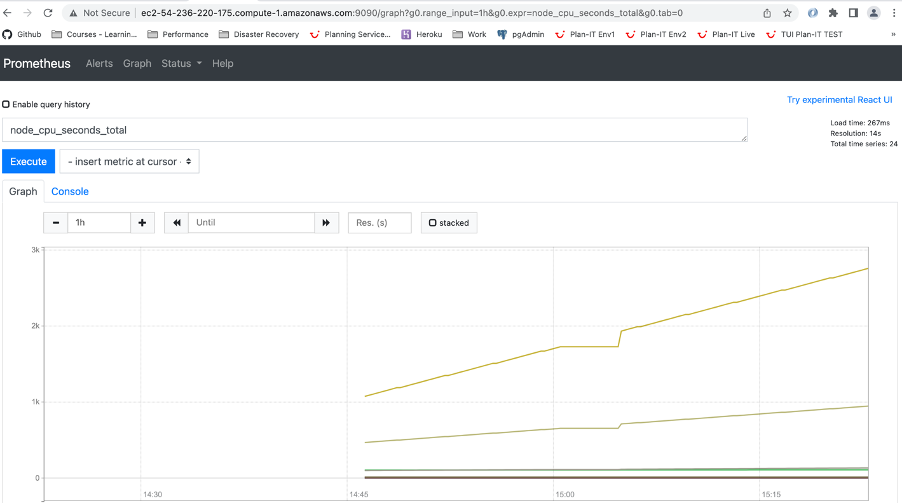 Not Secure | ec2-54-236-220-175.compute-1.amazonaws.com:9090/graph?g0.range_input=1h&g0.expr=node_cpu_seconds_total&g0.tab=0
Github Courses - Learnin... Performance Disaster Recovery Planning Service... Heroku Work pgAdmin Plan-IT Env1 Plan-IT Env2 Plan-IT Live TUI Plan-IT TEST »
Prometheus Alerts Graph Status Help
Enable query history
Try experimental React UI
node_cpu_seconds_total
Load time: 267ms
Resolution: 14s
Total time series: 24
Execute - insert metric at cursor -
Graph Console
- 1h + Until Res. (s) stacked
3k
2k
1k
0
14:30 14:45 15:00 15:15